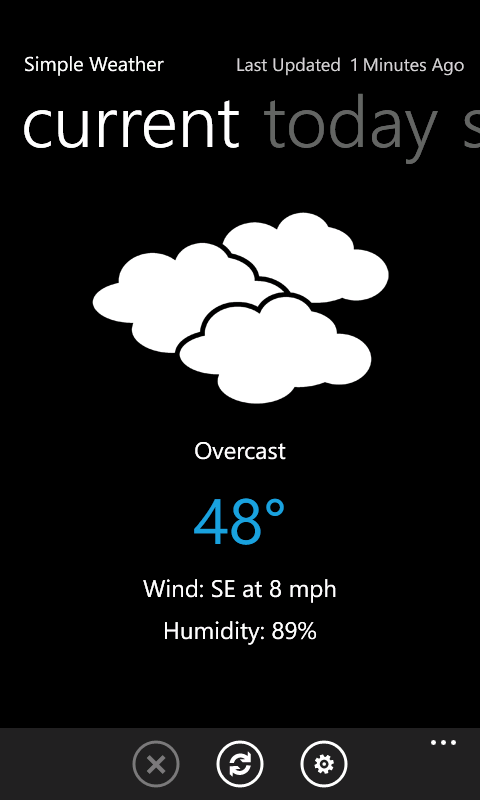 Simple Weather Last Updated 1 Minutes Ago
current today s
Overcast
48°
Wind: SE at 8 mph
Humidity: 89%